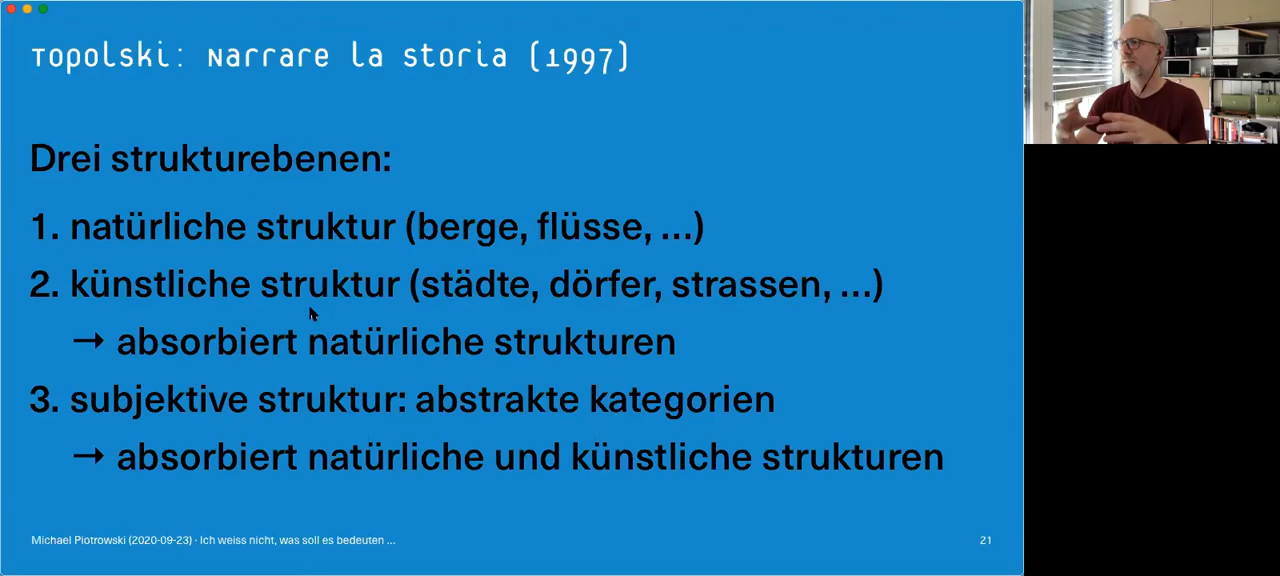 Topolski: Narrare la storia (1997)
Drei strukturebenen:
1. natürliche struktur (berge, flüsse, ...)
2. künstliche struktur (städte, dörfer, strassen, ...)
→ absorbiert natürliche strukturen
3. subjektive struktur: abstrakte kategorien
→ absorbiert natürliche und künstliche strukturen
Michael Piotrowski (2020-09-23) · Ich weiss nicht, was soll es bedeuten ...
21